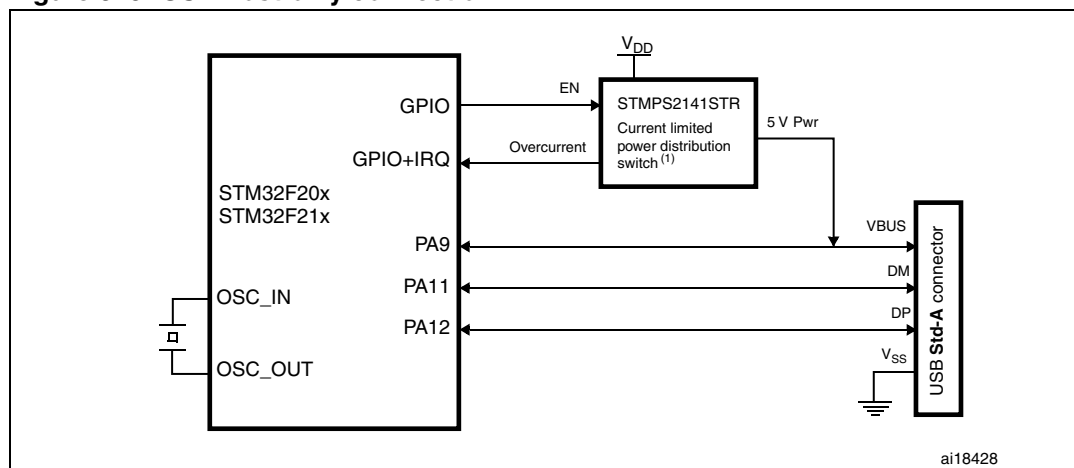 V_DD
EN
STMPS2141STR
GPIO
5 V Pwr
Current limited
power distribution
switch (1)
Overcurrent
GPIO+IRQ
STM32F20x
STM32F21x
VBUS
PA9
DM
PA11
OSC_IN
DP
PA12
V_SS
OSC_OUT
USB Std-A connector
ai18428